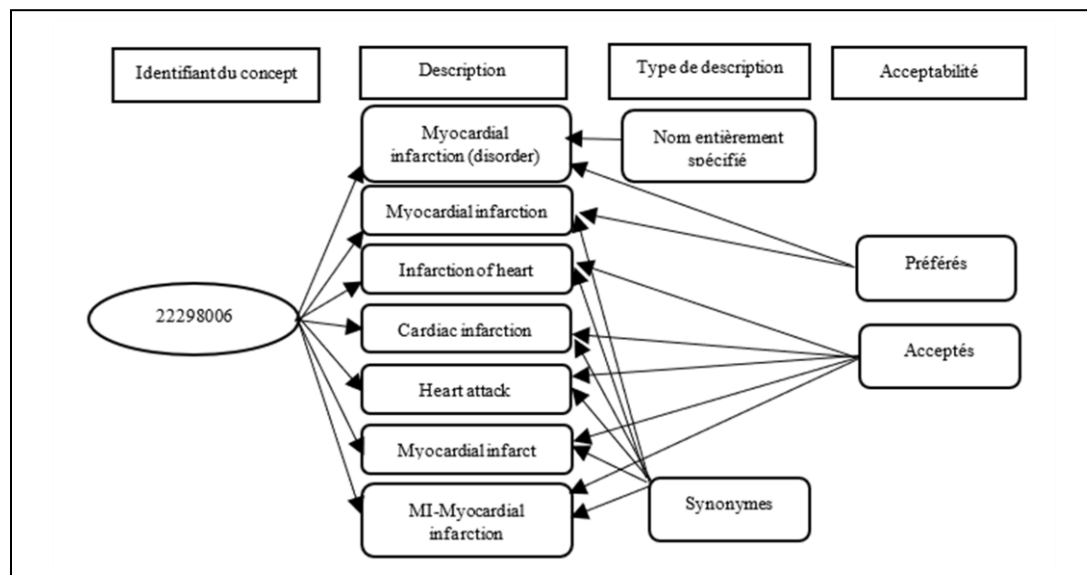 Identifiant du concept
Description
Type de description
Acceptabilité
Myocardial
infarction (disorder)
Nom entièrement
spécifié
Myocardial infarction
Infarction of heart
Préférés
22298006
Cardiac infarction
Acceptés
Heart attack
Myocardial infarct
MI-Myocardial
infarction
Synonymes